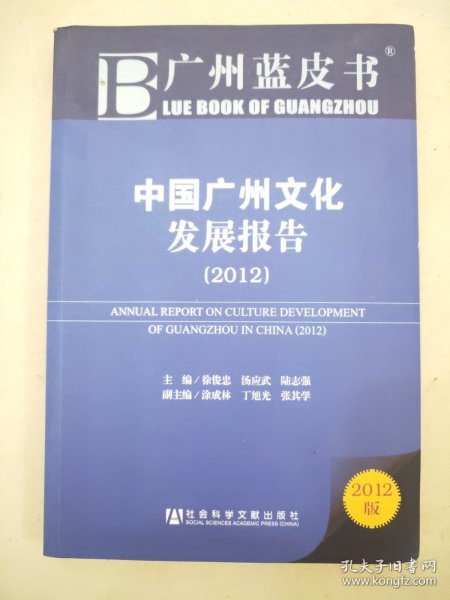 广州蓝皮书®
BLUE BOOK OF GUANGZHOU
中国广州文化
发展报告
(2012)
ANNUAL REPORT ON CULTURE DEVELOPMENT
OF GUANGZHOU IN CHINA (2012)
主 编/徐俊忠 汤应武 陆志强
副主编/涂成林 丁旭光 张其学
2012
版
社会科学文献出版社
SOCIAL SCIENCES ACADEMIC PRESS (CHINA)
孔夫子旧书网
www.kongfz.com